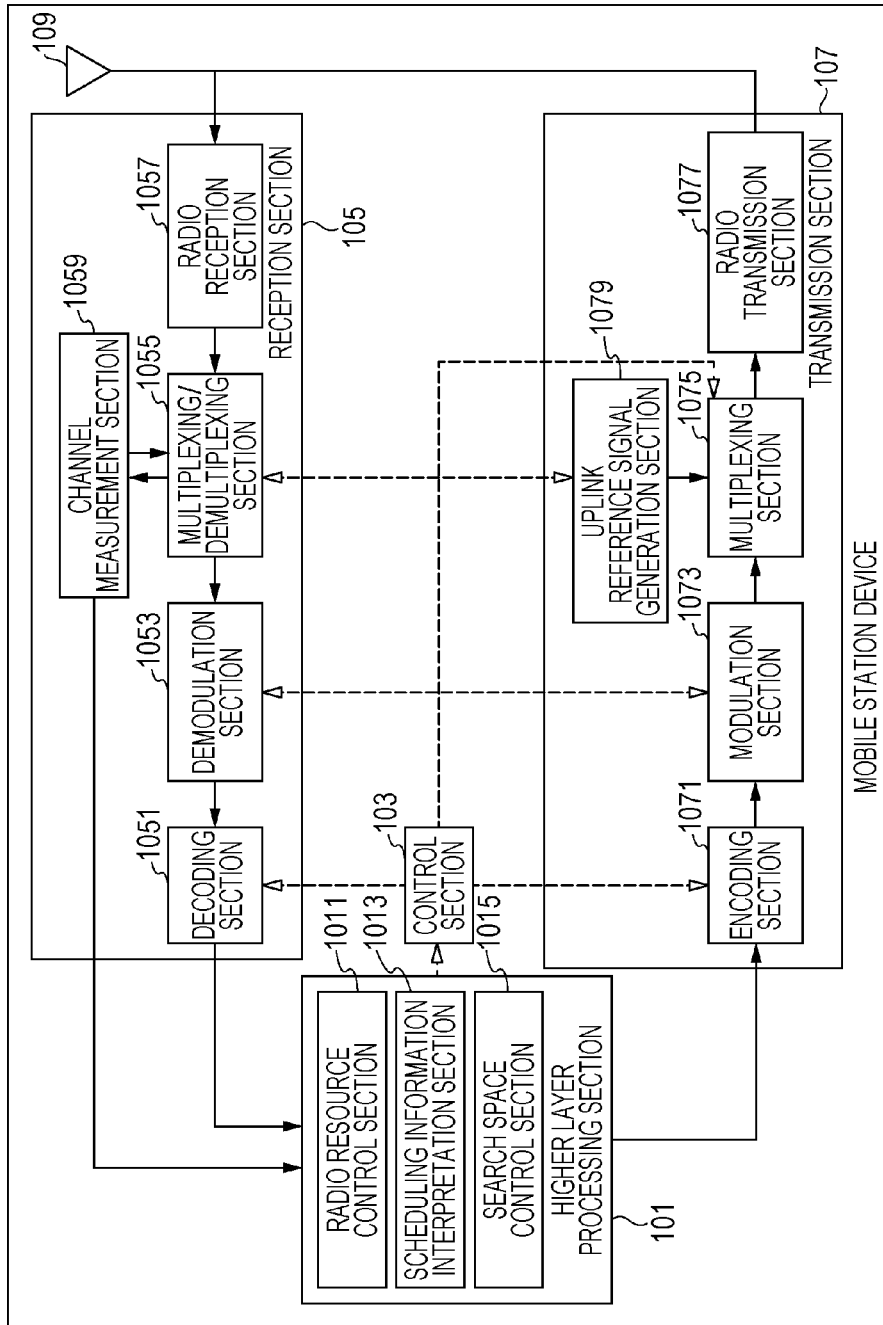 109
1059
CHANNEL
MEASUREMENT SECTION
1051
DECODING
SECTION
1053
DEMODULATION
SECTION
1055
MULTIPLEXING/
DEMULTIPLEXING
SECTION
1057
RADIO
RECEPTION
SECTION
RECEPTION SECTION
105
1011
RADIO RESOURCE
CONTROL SECTION
1013
SCHEDULING INFORMATION
INTERPRETATION SECTION
1015
SEARCH SPACE
CONTROL SECTION
HIGHER LAYER
PROCESSING SECTION
101
103
CONTROL
SECTION
1079
UPLINK
REFERENCE SIGNAL
GENERATION SECTION
107
1071
ENCODING
SECTION
1073
MODULATION
SECTION
1075
MULTIPLEXING
SECTION
1077
RADIO
TRANSMISSION
SECTION
TRANSMISSION SECTION
MOBILE STATION DEVICE